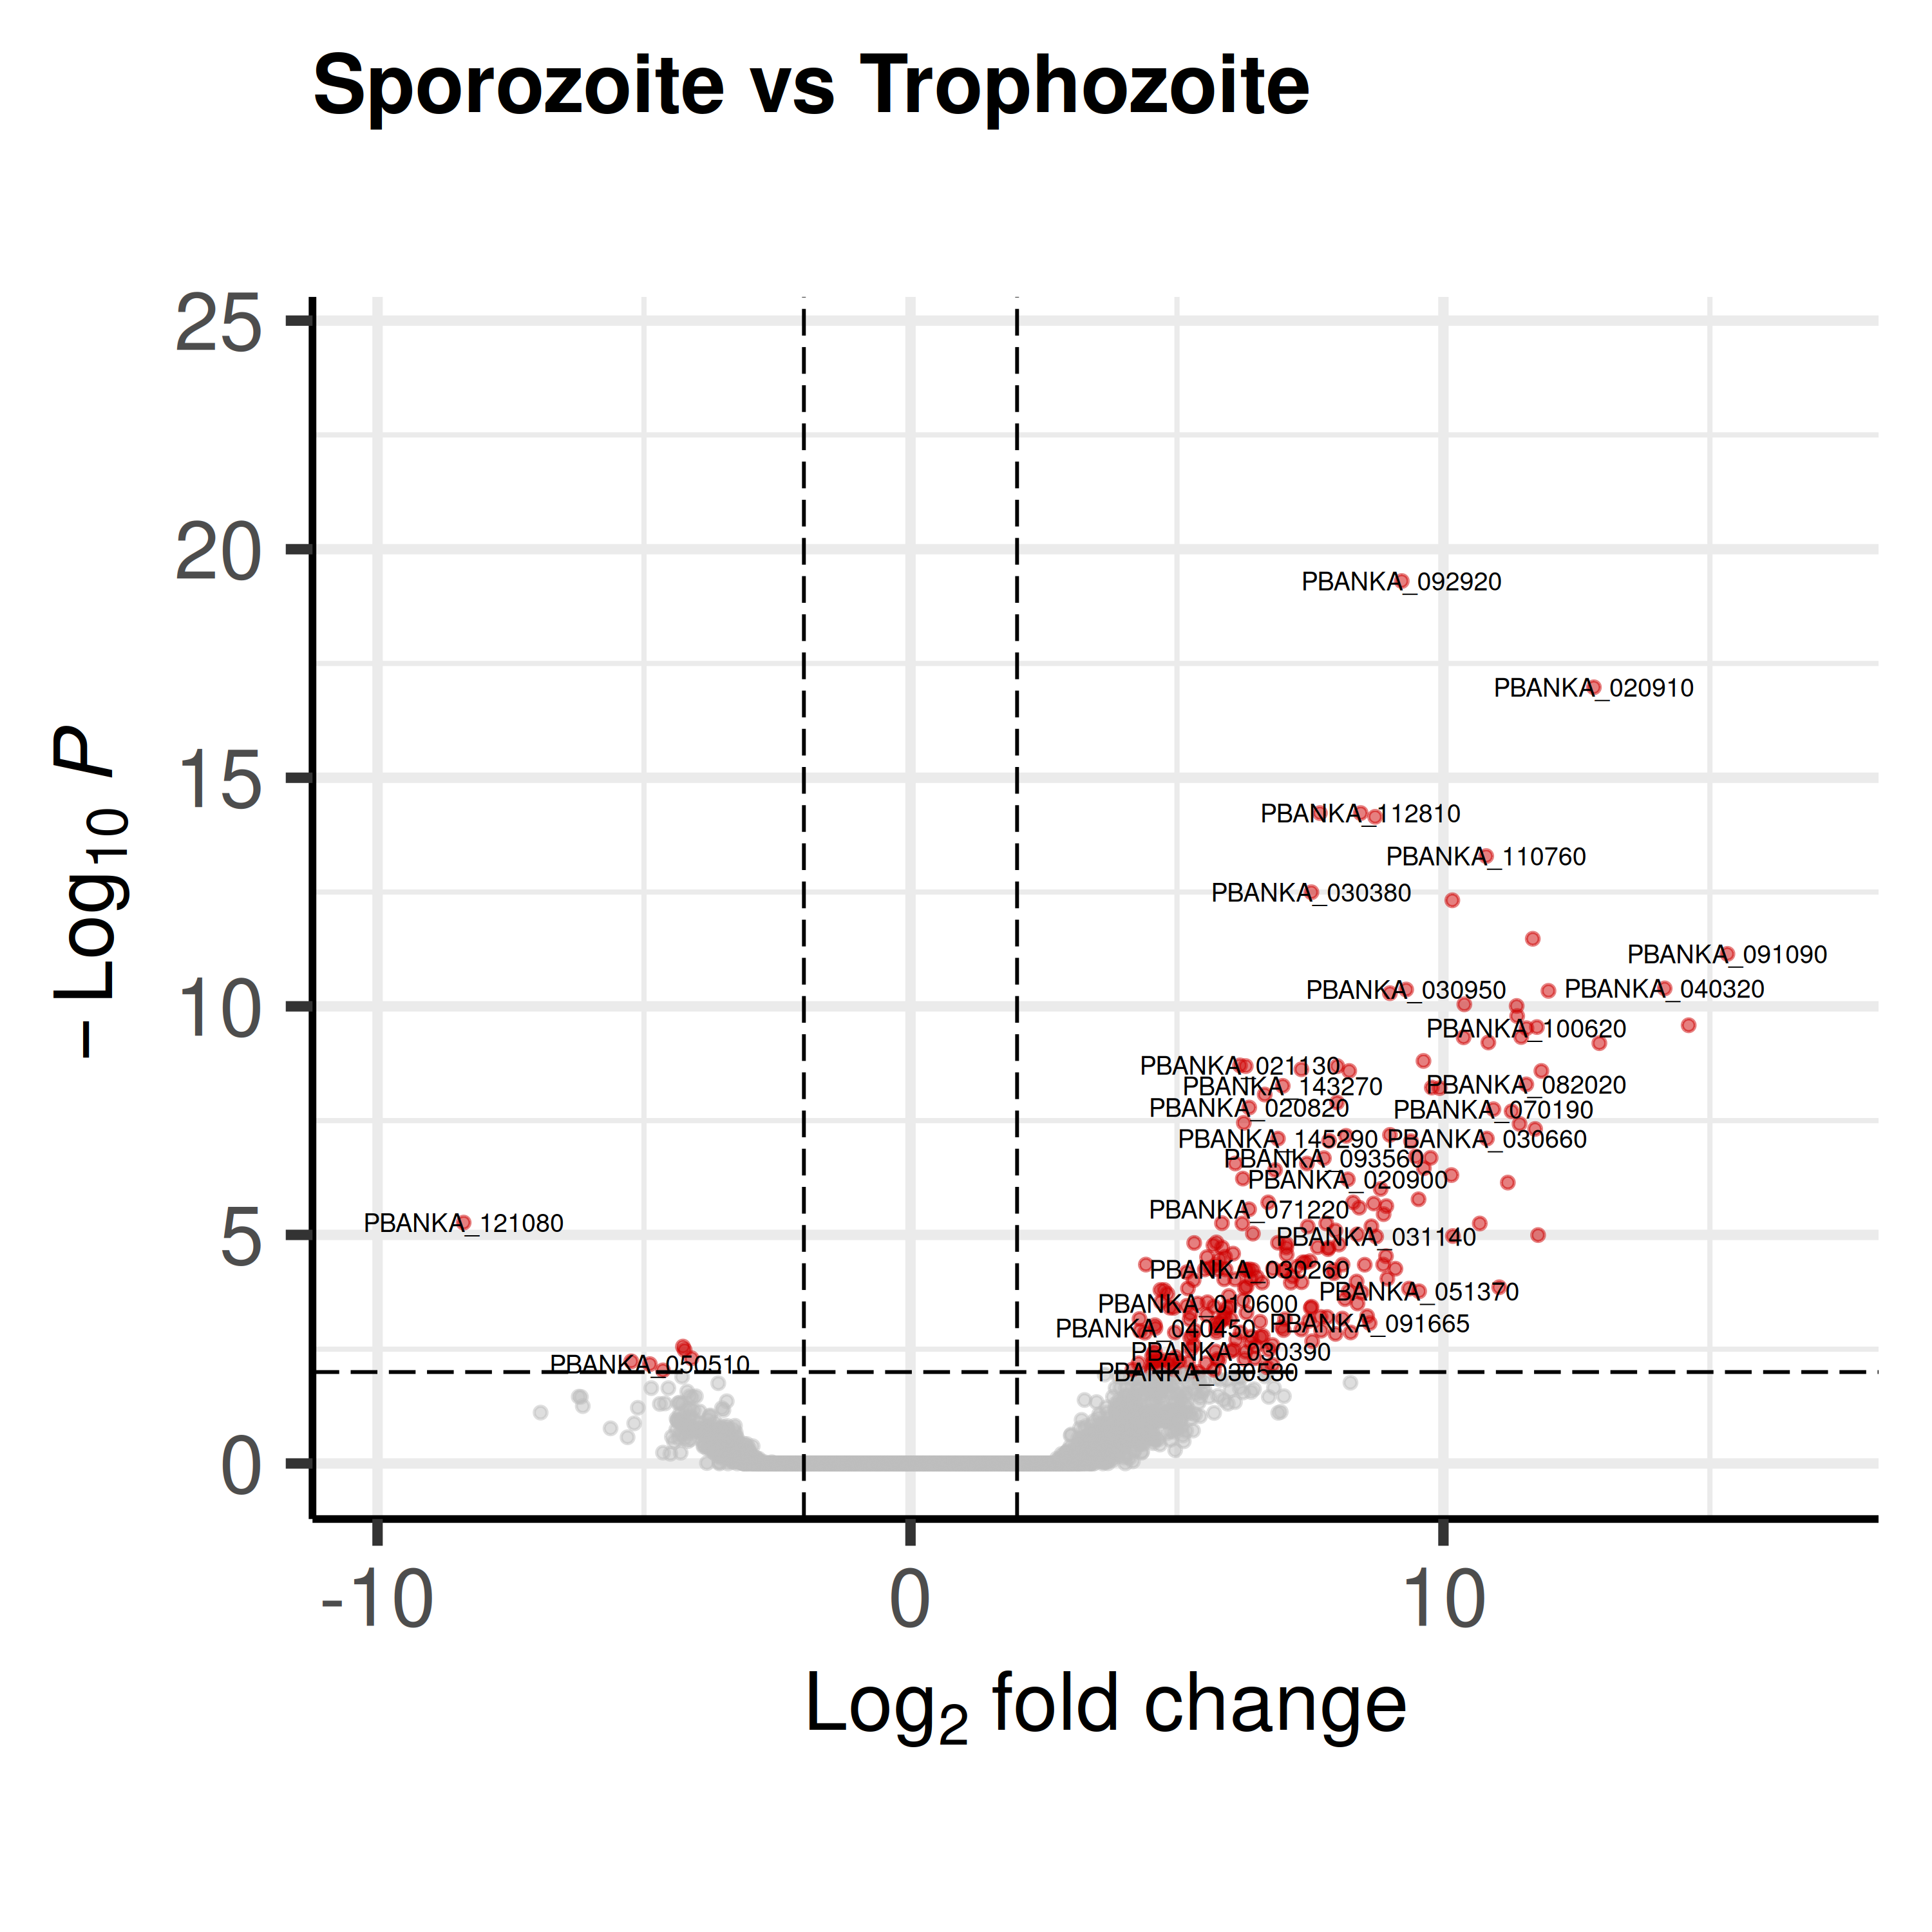 Sporozoite vs Trophozoite
− Log10 P
25
20
15
10
5
0
PBANKA_092920
PBANKA_020910
PBANKA_112810
PBANKA_110760
PBANKA_030380
PBANKA_091090
PBANKA_030950
PBANKA_040320
PBANKA_100620
PBANKA_021130
PBANKA_143270
PBANKA_082020
PBANKA_020820
PBANKA_070190
PBANKA_145290
PBANKA_030660
PBANKA_093560
PBANKA_020900
PBANKA_071220
PBANKA_121080
PBANKA_031140
PBANKA_030260
PBANKA_051370
PBANKA_010600
PBANKA_091665
PBANKA_040450
PBANKA_030390
PBANKA_050510
-10
0
10
Log2 fold change